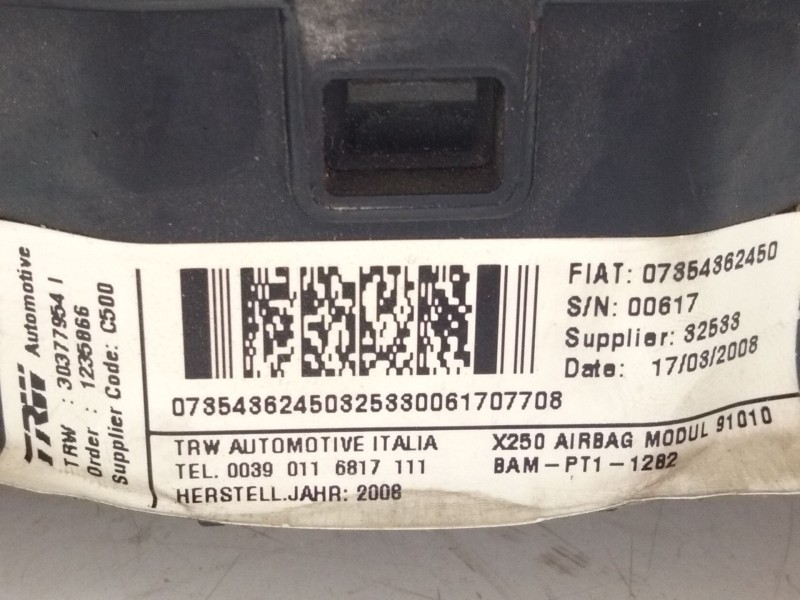 TRW Automotive
TRW : 30377954 I
Order : 1235866
Supplier Code: C500
FIAT: 07354362450
S/N: 00617
Supplier: 32533
Date: 17/03/2008
07354362450325330061707708
TRW AUTOMOTIVE ITALIA
TEL. 0039 011 6817 111
HERSTELL.JAHR: 2008
X250 AIRBAG MODUL 91010
BAM-PT1-1282